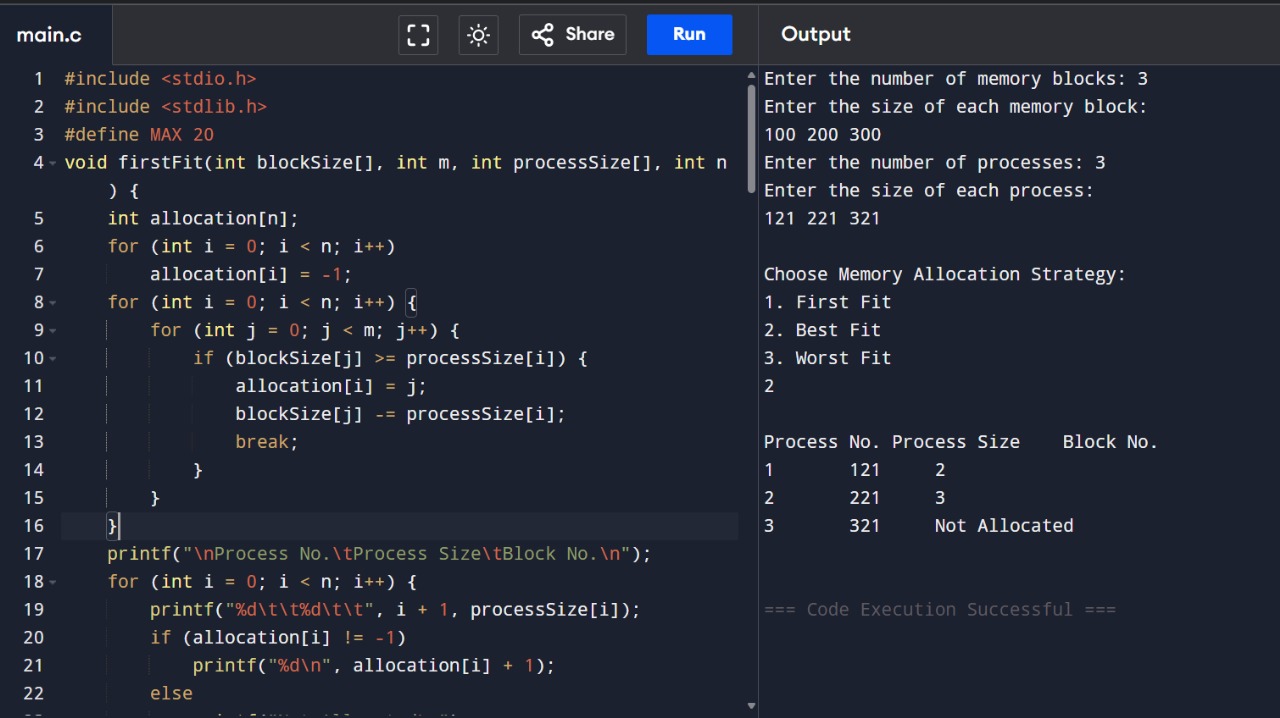 main.c
Share
Run
Output
1 #include <stdio.h>
2 #include <stdlib.h>
3 #define MAX 20
4 void firstFit(int blockSize[], int m, int processSize[], int n
) {
5 int allocation[n];
6 for (int i = 0; i < n; i++)
7 allocation[i] = -1;
8 for (int i = 0; i < n; i++) {
9 for (int j = 0; j < m; j++) {
10 if (blockSize[j] >= processSize[i]) {
11 allocation[i] = j;
12 blockSize[j] -= processSize[i];
13 break;
14 }
15 }
16 }
17 printf("\nProcess No.\tProcess Size\tBlock No.\n");
18 for (int i = 0; i < n; i++) {
19 printf("%d\t\t%d\t\t", i + 1, processSize[i]);
20 if (allocation[i] != -1)
21 printf("%d\n", allocation[i] + 1);
22 else
Enter the number of memory blocks: 3
Enter the size of each memory block:
100 200 300
Enter the number of processes: 3
Enter the size of each process:
121 221 321
Choose Memory Allocation Strategy:
1. First Fit
2. Best Fit
3. Worst Fit
2
Process No. Process Size Block No.
1 121 2
2 221 3
3 321 Not Allocated
=== Code Execution Successful ===